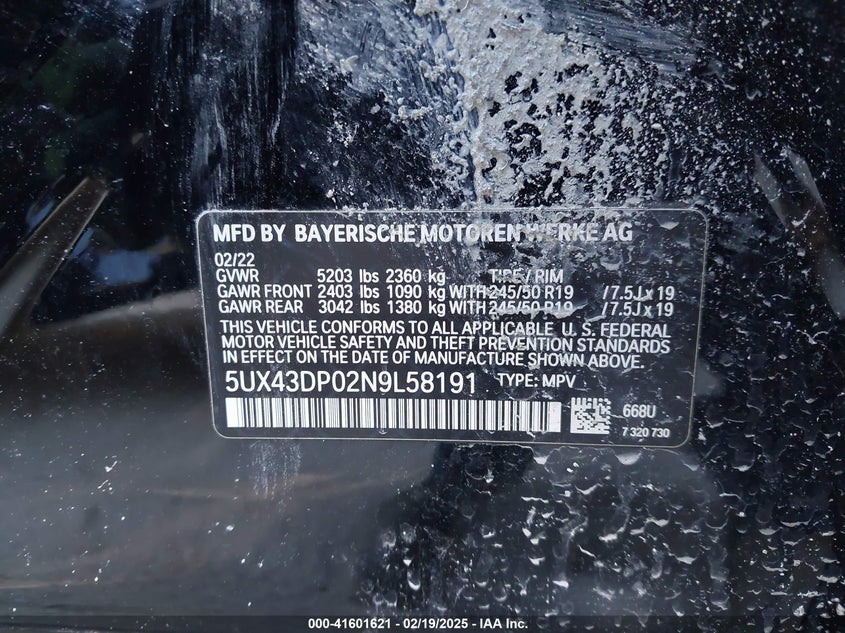 MFD BY BAYERISCHE MOTOREN WERKE AG
02/22
GVWR 5203 lbs 2360 kg TIRE / RIM
GAWR FRONT 2403 lbs 1090 kg WITH 245/50 R19 / 7.5J x 19
GAWR REAR 3042 lbs 1380 kg WITH 245/50 R19 / 7.5J x 19
THIS VEHICLE CONFORMS TO ALL APPLICABLE U. S. FEDERAL
MOTOR VEHICLE SAFETY AND THEFT PREVENTION STANDARDS
IN EFFECT ON THE DATE OF MANUFACTURE SHOWN ABOVE.
5UX43DP02N9L58191 TYPE: MPV
668U
7 320 730
000-41601621 - 02/19/2025 - IAA Inc.